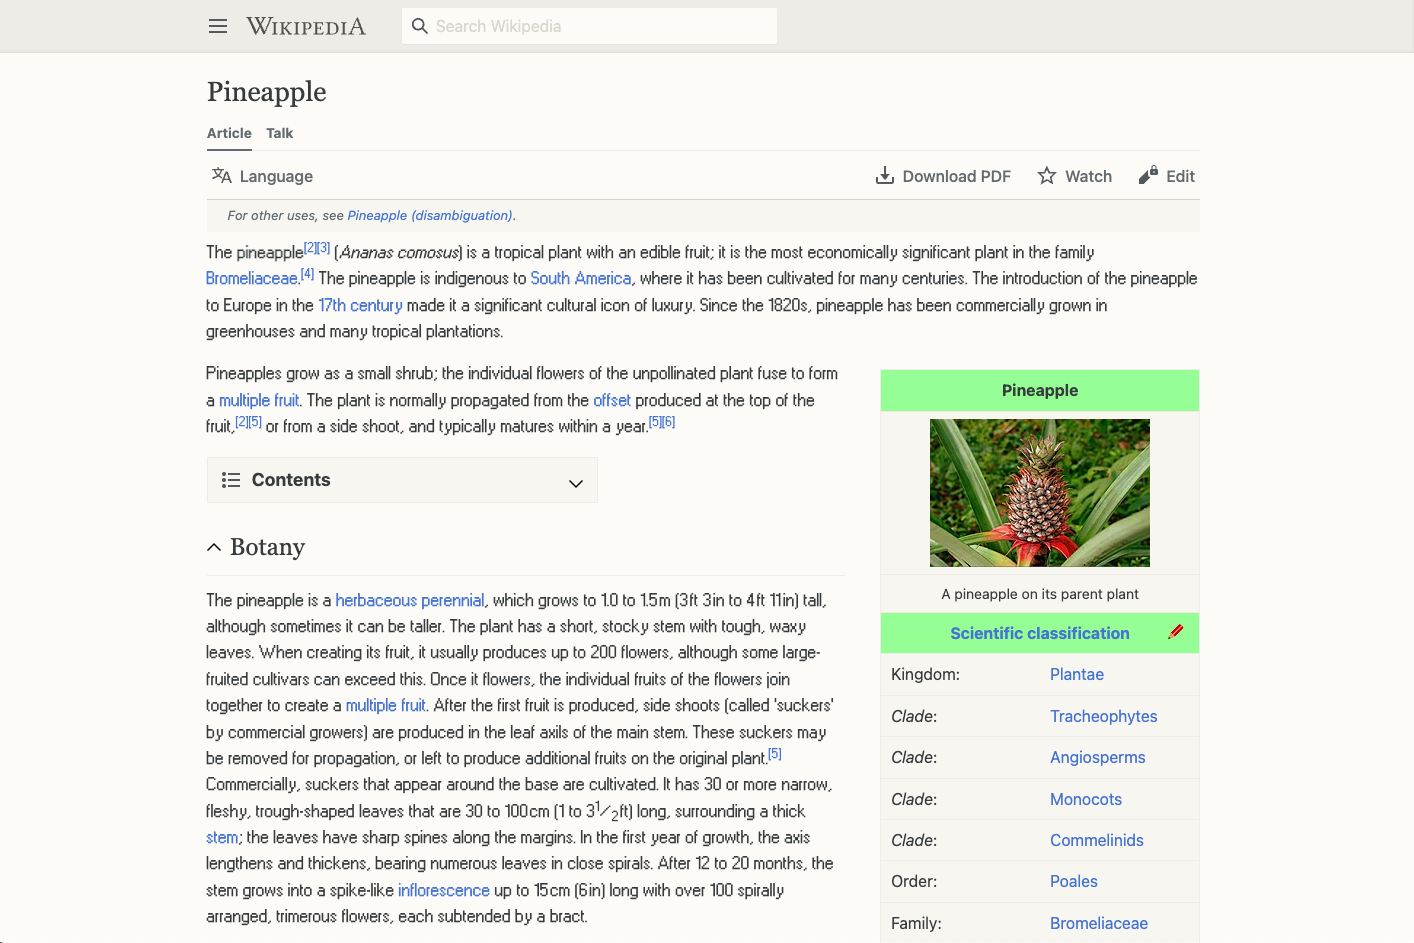 WIKIPEDIA
Search Wikipedia
Pineapple
Article Talk
Language
Download PDF
Watch
Edit
For other uses, see Pineapple (disambiguation).
The pineapple[2][3] (Ananas comosus) is a tropical plant with an edible fruit; it is the most economically significant plant in the family
Bromeliaceae.[4] The pineapple is indigenous to South America, where it has been cultivated for many centuries. The introduction of the pineapple
to Europe in the 17th century made it a significant cultural icon of luxury. Since the 1820s, pineapple has been commercially grown in
greenhouses and many tropical plantations.
Pineapples grow as a small shrub; the individual flowers of the unpollinated plant fuse to form
a multiple fruit. The plant is normally propagated from the offset produced at the top of the
fruit,[2][5] or from a side shoot, and typically matures within a year.[5][6]
Contents
Botany
The pineapple is a herbaceous perennial, which grows to 1.0 to 1.5 m (3 ft 3 in to 4 ft 11 in) tall,
although sometimes it can be taller. The plant has a short, stocky stem with tough, waxy
leaves. When creating its fruit, it usually produces up to 200 flowers, although some large-
fruited cultivars can exceed this. Once it flowers, the individual fruits of the flowers join
together to create a multiple fruit. After the first fruit is produced, side shoots (called 'suckers'
by commercial growers) are produced in the leaf axils of the main stem. These suckers may
be removed for propagation, or left to produce additional fruits on the original plant.[5]
Commercially, suckers that appear around the base are cultivated. It has 30 or more narrow,
fleshy, trough-shaped leaves that are 30 to 100 cm (1 to 3 1⁄2 ft) long, surrounding a thick
stem; the leaves have sharp spines along the margins. In the first year of growth, the axis
lengthens and thickens, bearing numerous leaves in close spirals. After 12 to 20 months, the
stem grows into a spike-like inflorescence up to 15 cm (6 in) long with over 100 spirally
arranged, trimerous flowers, each subtended by a bract.
Pineapple
A pineapple on its parent plant
Scientific classification
Kingdom: Plantae
Clade: Tracheophytes
Clade: Angiosperms
Clade: Monocots
Clade: Commelinids
Order: Poales
Family: Bromeliaceae